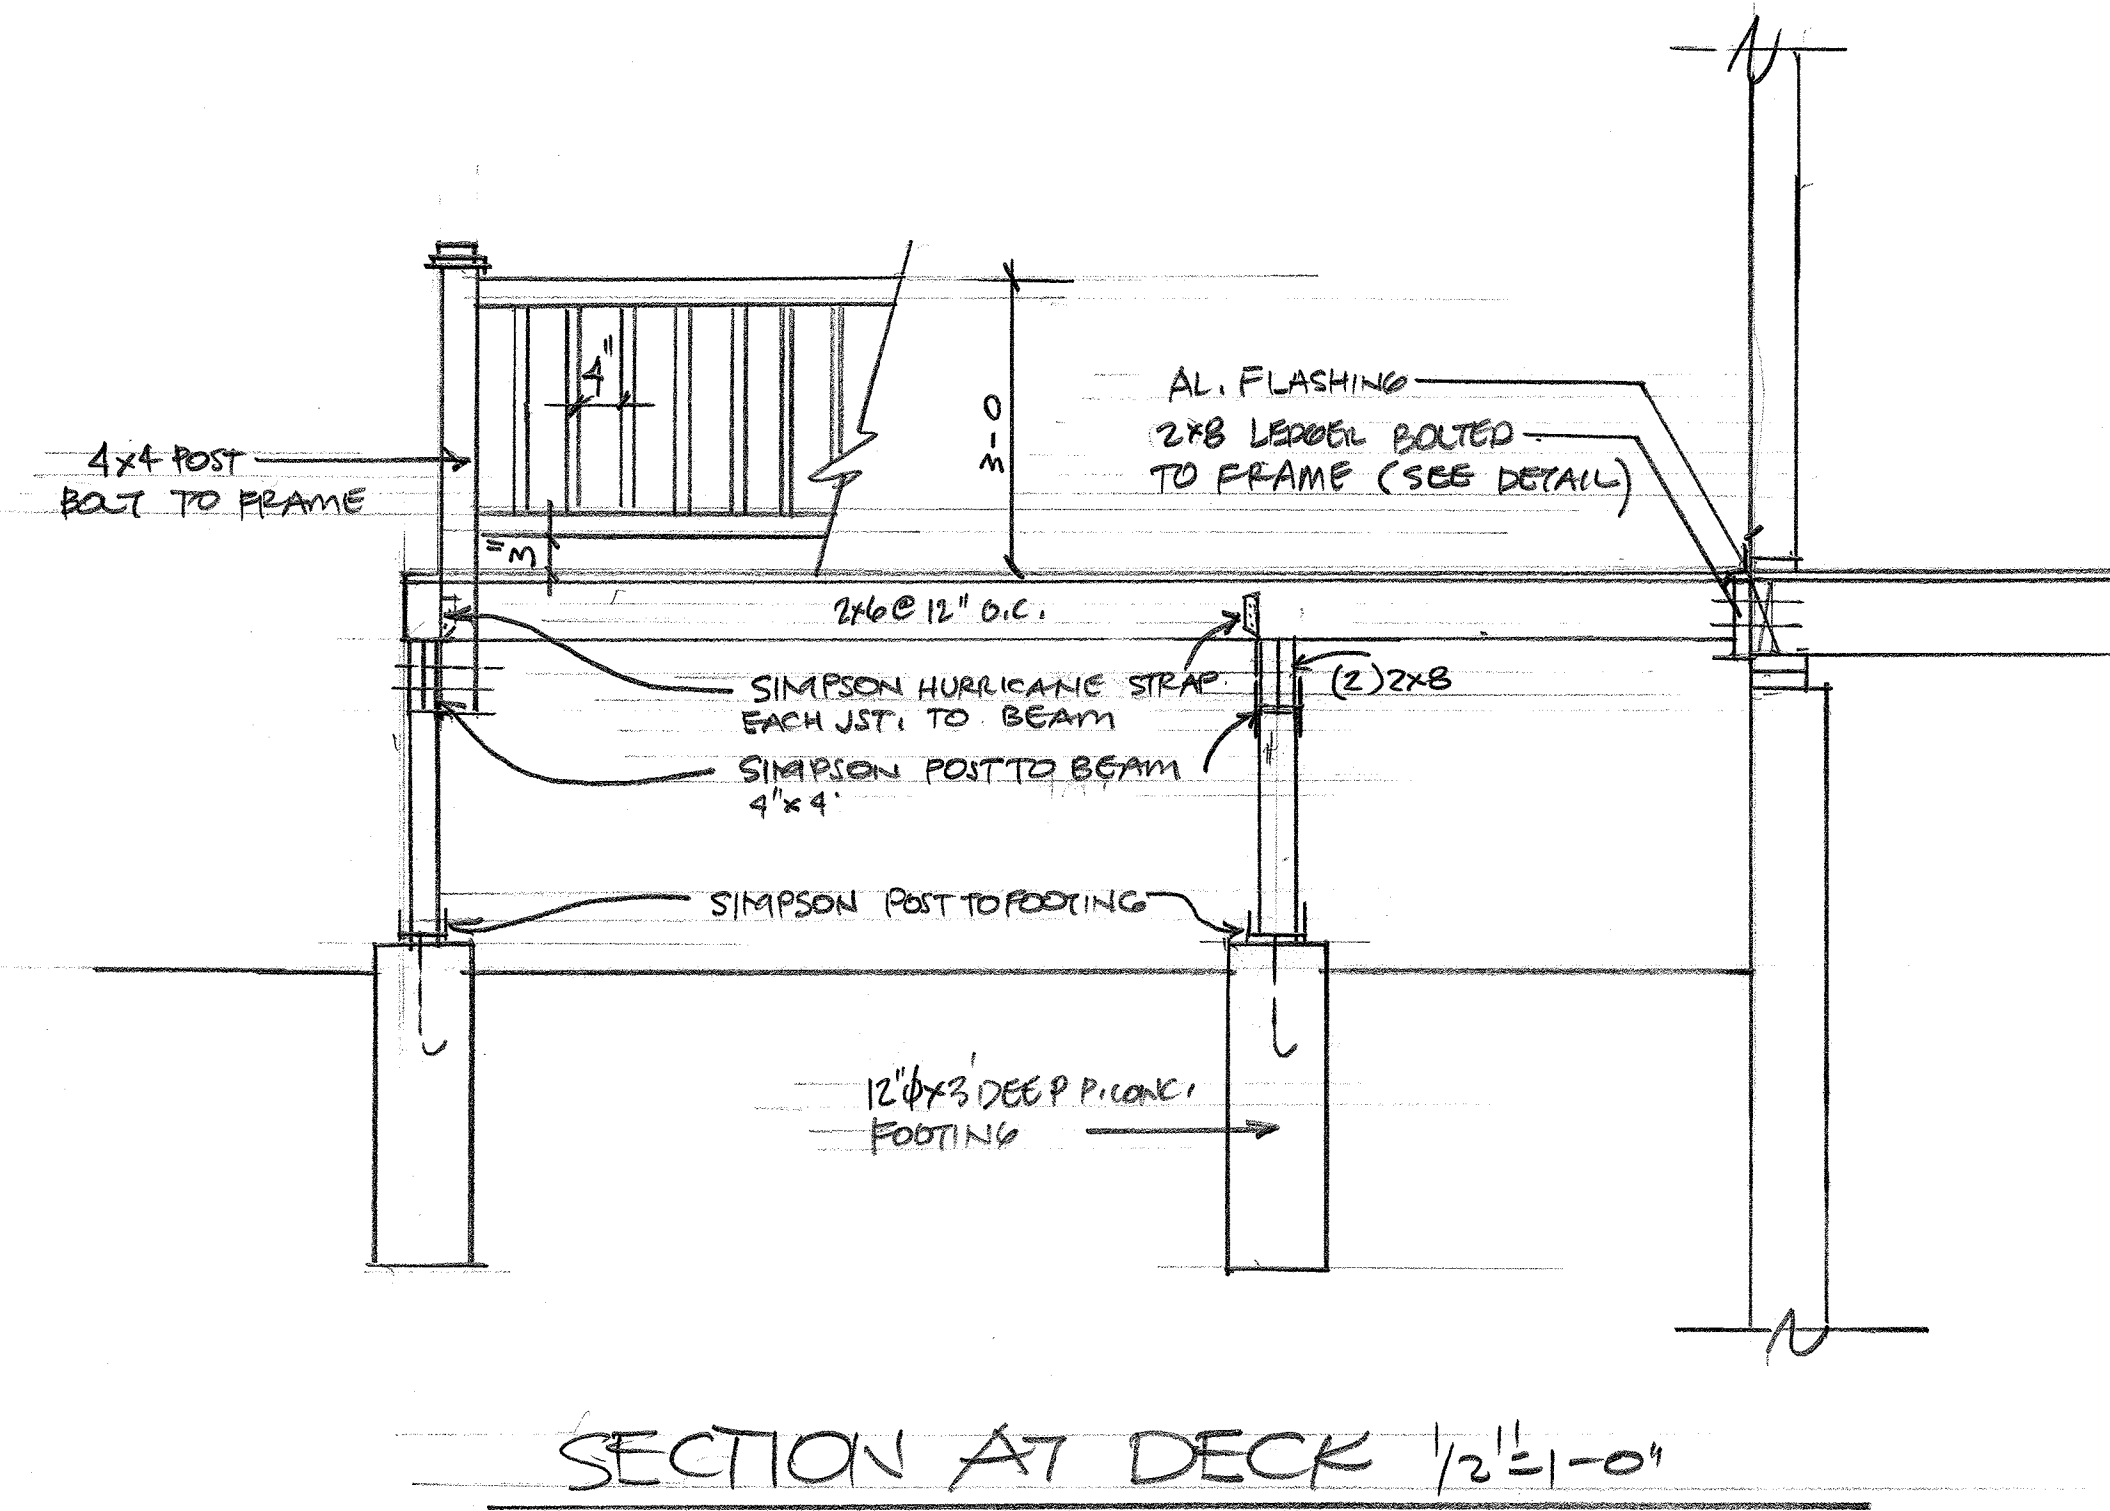 AL. FLASHING
2x8 LEDGER BOLTED
TO FRAME (SEE DETAIL)
4"
3-0
4x4 POST
BOLT TO FRAME
3"
2x6@12" O.C.
SIMPSON HURRICANE STRAP
EACH JST. TO BEAM
(2)2x8
SIMPSON POST TO BEAM
4"x4'
SIMPSON POST TO FOOTING
12"ϕx3' DEEP P.CONC.
FOOTING
SECTION AT DECK 1/2"=1-0"